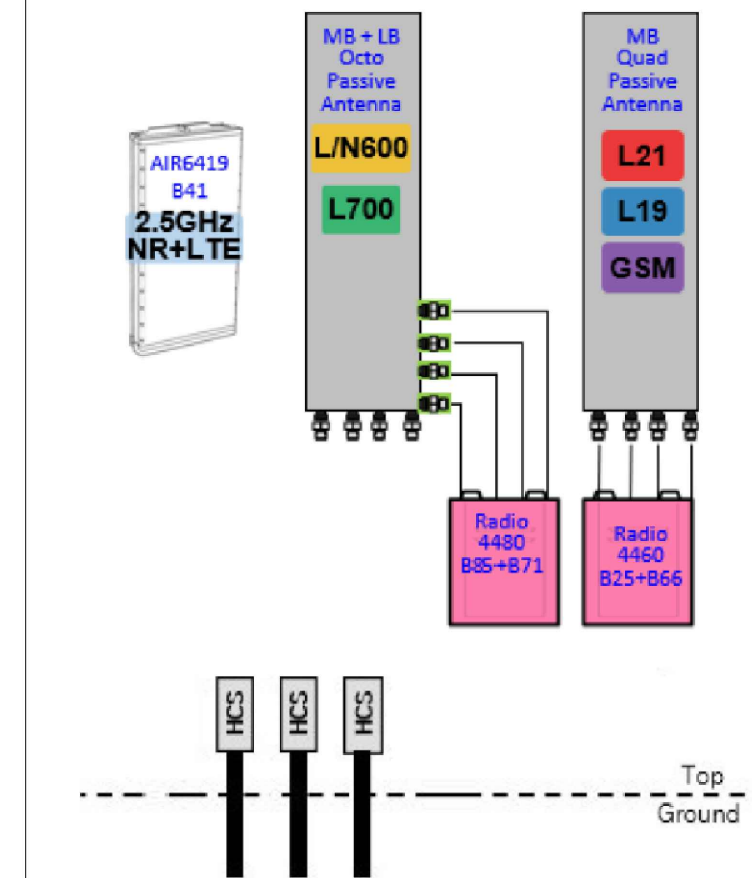 MB + LB
Octo
Passive
Antenna
L/N600
L700
MB
Quad
Passive
Antenna
L21
L19
GSM
AIR6419
B41
2.5GHz
NR+LTE
Radio
4480
B85+B71
Radio
4460
B25+B66
HCS
HCS
HCS
Top
Ground